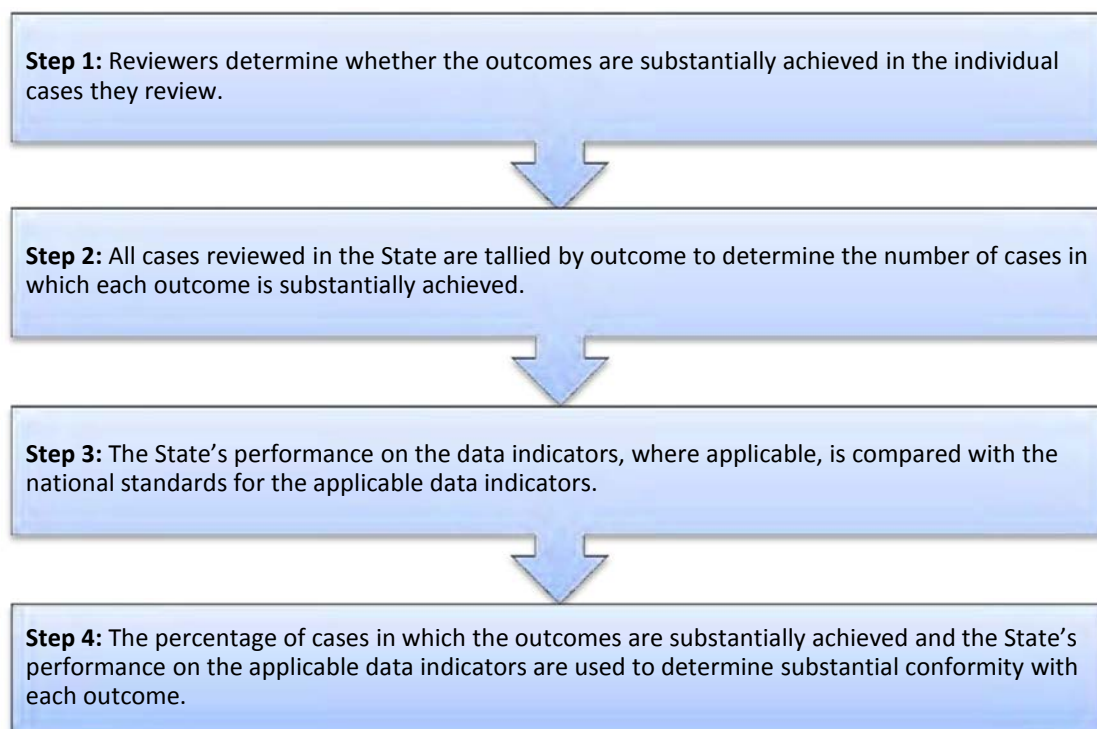 Step 1: Reviewers determine whether the outcomes are substantially achieved in the individual
cases they review.
Step 2: All cases reviewed in the State are tallied by outcome to determine the number of cases in
which each outcome is substantially achieved.
Step 3: The State’s performance on the data indicators, where applicable, is compared with the
national standards for the applicable data indicators.
Step 4: The percentage of cases in which the outcomes are substantially achieved and the State’s
performance on the applicable data indicators are used to determine substantial conformity with
each outcome.